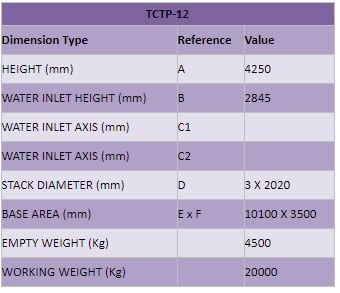 TCTP-12
Dimension Type Reference Value
HEIGHT (mm) A 4250
WATER INLET HEIGHT (mm) B 2845
WATER INLET AXIS (mm) C1
WATER INLET AXIS (mm) C2
STACK DIAMETER (mm) D 3 X 2020
BASE AREA (mm) E x F 10100 X 3500
EMPTY WEIGHT (Kg) 4500
WORKING WEIGHT (Kg) 20000